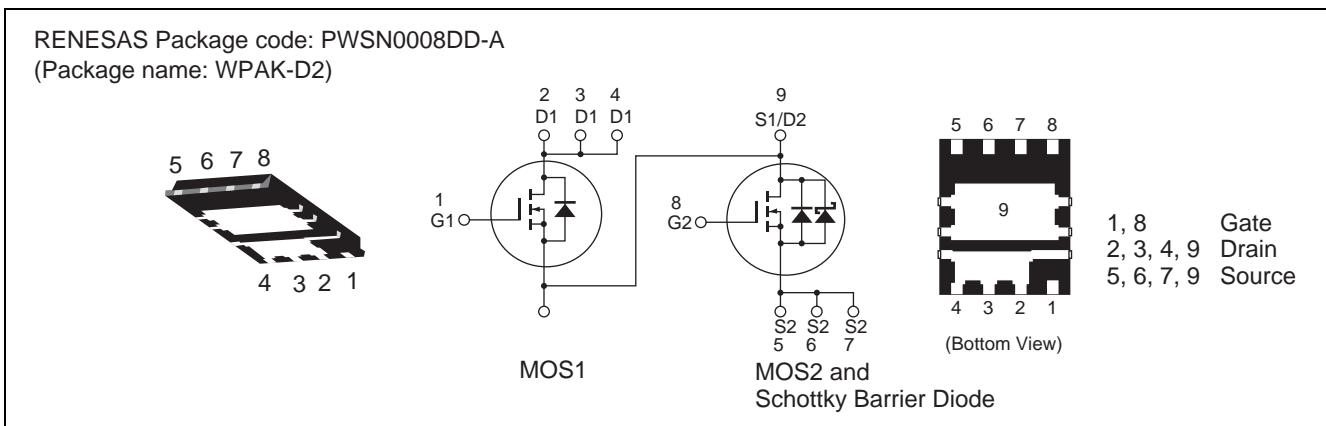 RENESAS Package code: PWSN0008DD-A
(Package name: WPAK-D2)
5 6 7 8
4 3 2 1
2 3 4
D1 D1 D1
1
G1
MOS1
9
S1/D2
8
G2
S2 S2 S2
5 6 7
MOS2 and
Schottky Barrier Diode
5 6 7 8
9
4 3 2 1
(Bottom View)
1, 8 Gate
2, 3, 4, 9 Drain
5, 6, 7, 9 Source